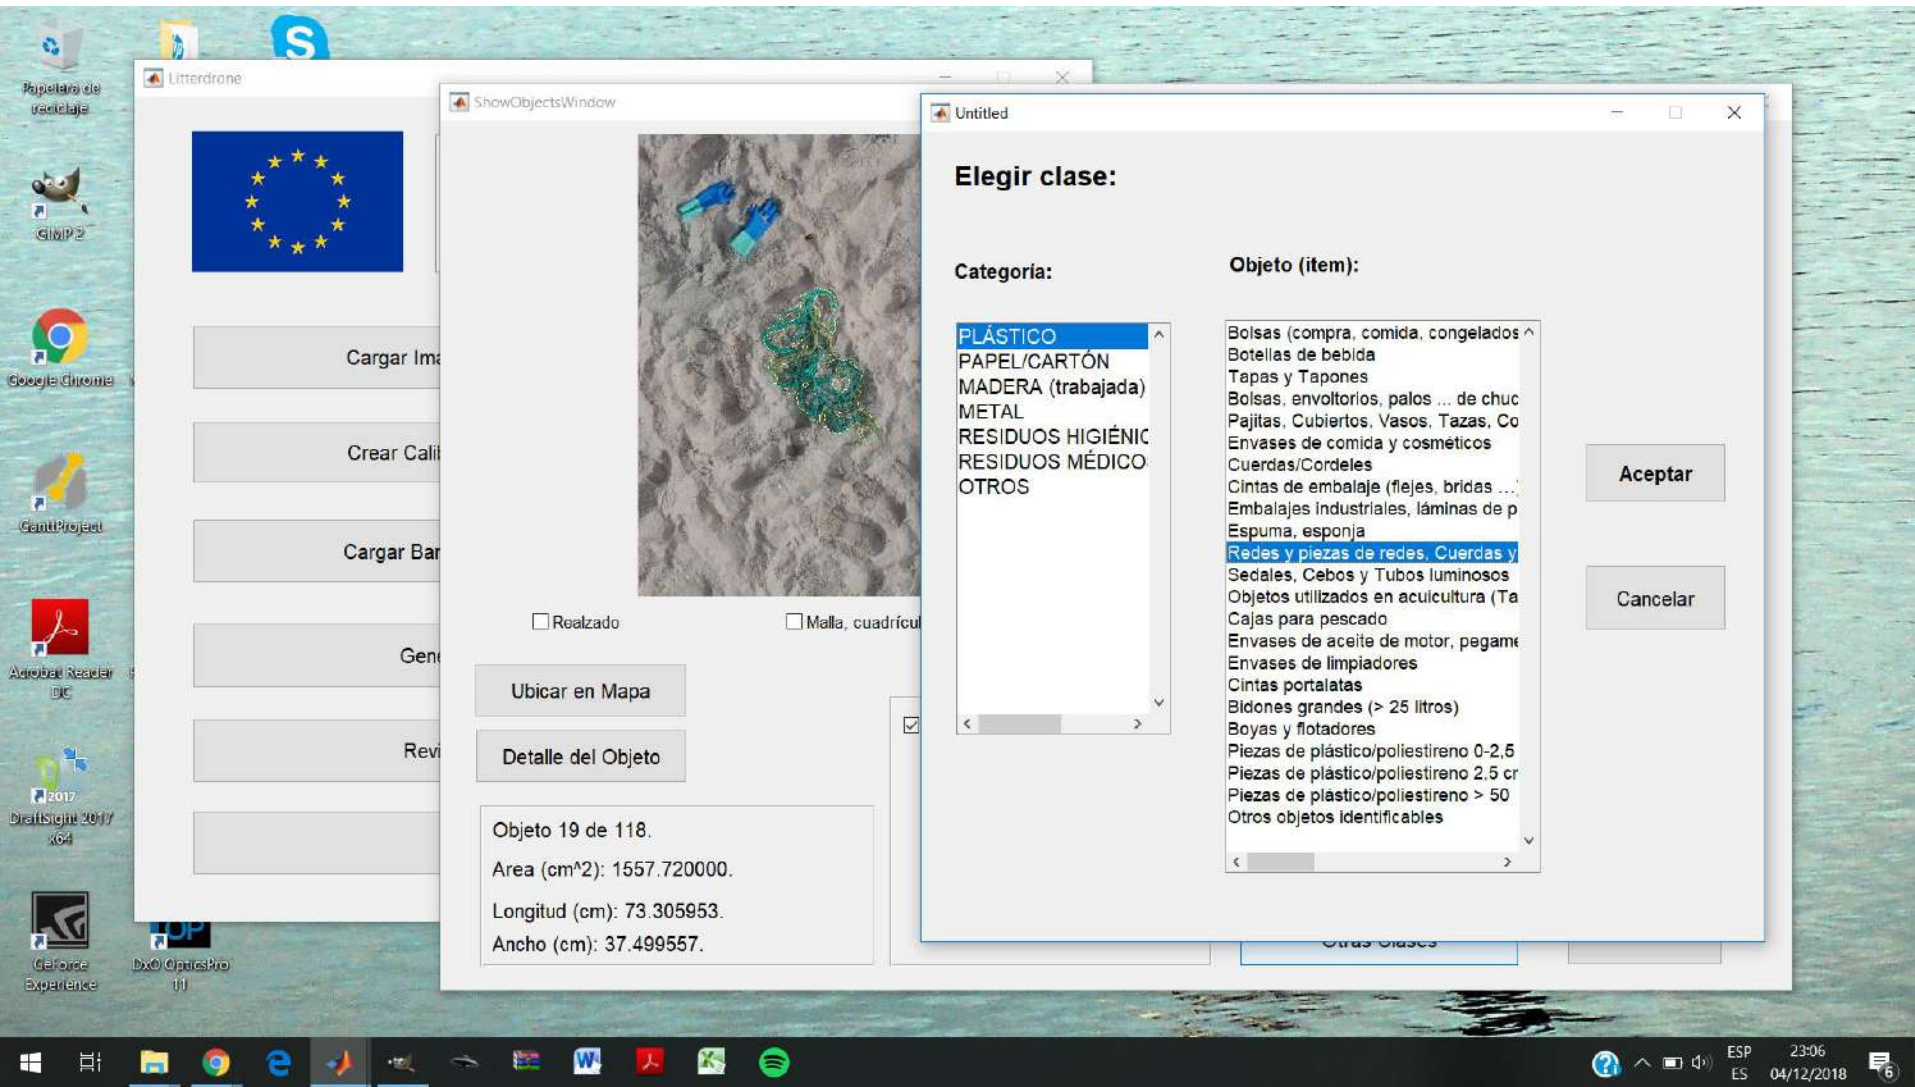 Papelera de
reciclaje
GIMP 2
Google Chrome
GanttProject
Acrobat Reader
DC
2017
DraftSight 2017
x64
GeForce
Experience
hp
S
OP
DxO OpticsPro
11
Litterdrone
Cargar Ima
Crear Calib
Cargar Bar
Gene
Revi
ShowObjectsWindow
Realzado
Malla, cuadrícul
Ubicar en Mapa
Detalle del Objeto
Objeto 19 de 118.
Area (cm^2): 1557.720000.
Longitud (cm): 73.305953.
Ancho (cm): 37.499557.
Otras Clases
Untitled
Elegir clase:
Categoría:
PLÁSTICO
PAPEL/CARTÓN
MADERA (trabajada)
METAL
RESIDUOS HIGIÉNIC
RESIDUOS MÉDICO
OTROS
Objeto (item):
Bolsas (compra, comida, congelados
Botellas de bebida
Tapas y Tapones
Bolsas, envoltorios, palos ... de chuc
Pajitas, Cubiertos, Vasos, Tazas, Co
Envases de comida y cosméticos
Cuerdas/Cordeles
Cintas de embalaje (flejes, bridas ...)
Embalajes industriales, láminas de p
Espuma, esponja
Redes y piezas de redes, Cuerdas y
Sedales, Cebos y Tubos luminosos
Objetos utilizados en acuicultura (Ta
Cajas para pescado
Envases de aceite de motor, pegame
Envases de limpiadores
Cintas portalatas
Bidones grandes (> 25 litros)
Boyas y flotadores
Piezas de plástico/poliestireno 0-2,5
Piezas de plástico/poliestireno 2,5 cr
Piezas de plástico/poliestireno > 50
Otros objetos identificables
Aceptar
Cancelar
ESP
ES
23:06
04/12/2018
6